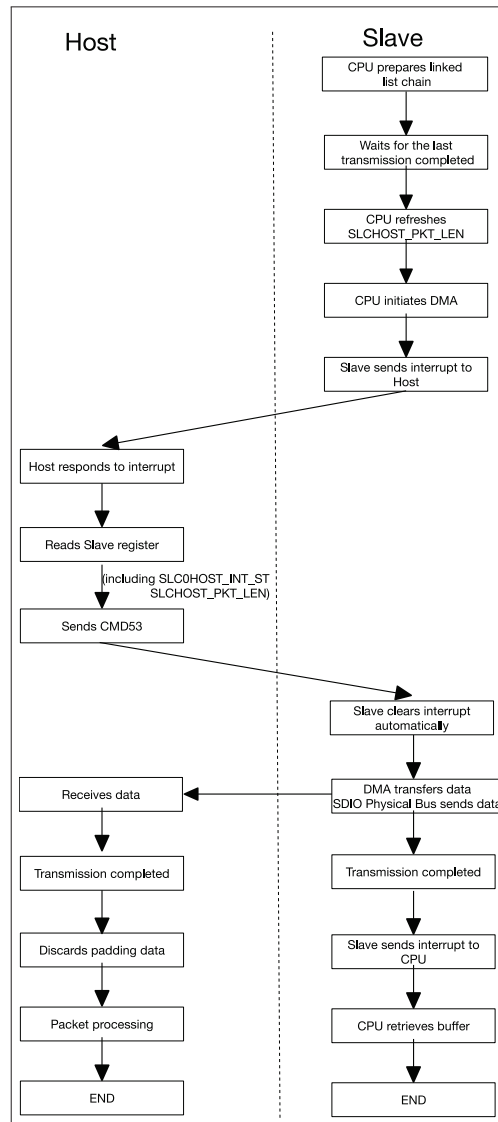 Host
Slave
CPU prepares linked
list chain
Waits for the last
transmission completed
CPU refreshes
SLCHOST_PKT_LEN
CPU initiates DMA
Slave sends interrupt to
Host
Host responds to interrupt
Reads Slave register
(including SLC0HOST_INT_ST
SLCHOST_PKT_LEN)
Sends CMD53
Slave clears interrupt
automatically
DMA transfers data
SDIO Physical Bus sends data
Receives data
Transmission completed
Transmission completed
Discards padding data
Slave sends interrupt to
CPU
Packet processing
CPU retrieves buffer
END
END